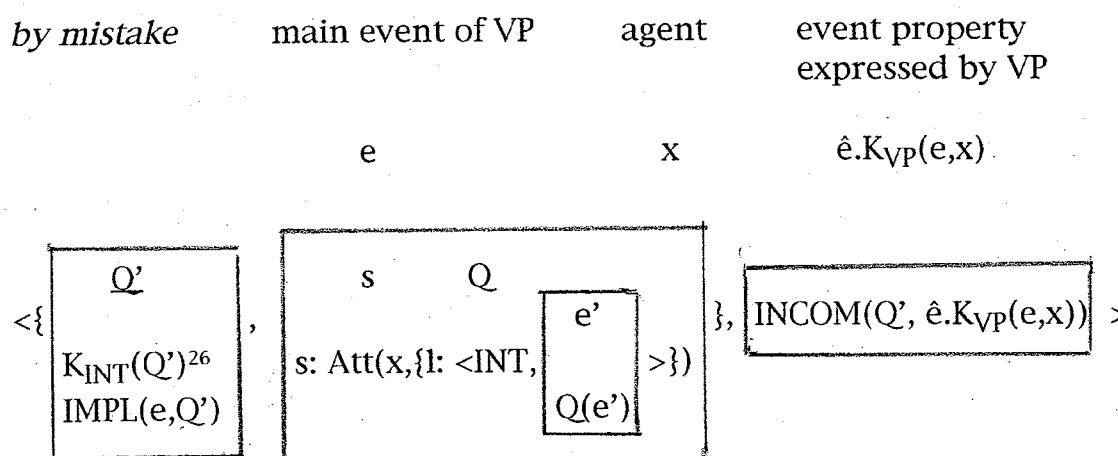 by mistake main event of VP agent event property
expressed by VP
e x ê.K_VP(e,x)
Q' s Q
e'
<{ , }, INCOM(Q', ê.K_VP(e,x)) >
K_INT(Q')²⁶ s: Att(x,{l: <INT, >})
IMPL(e,Q') Q(e')